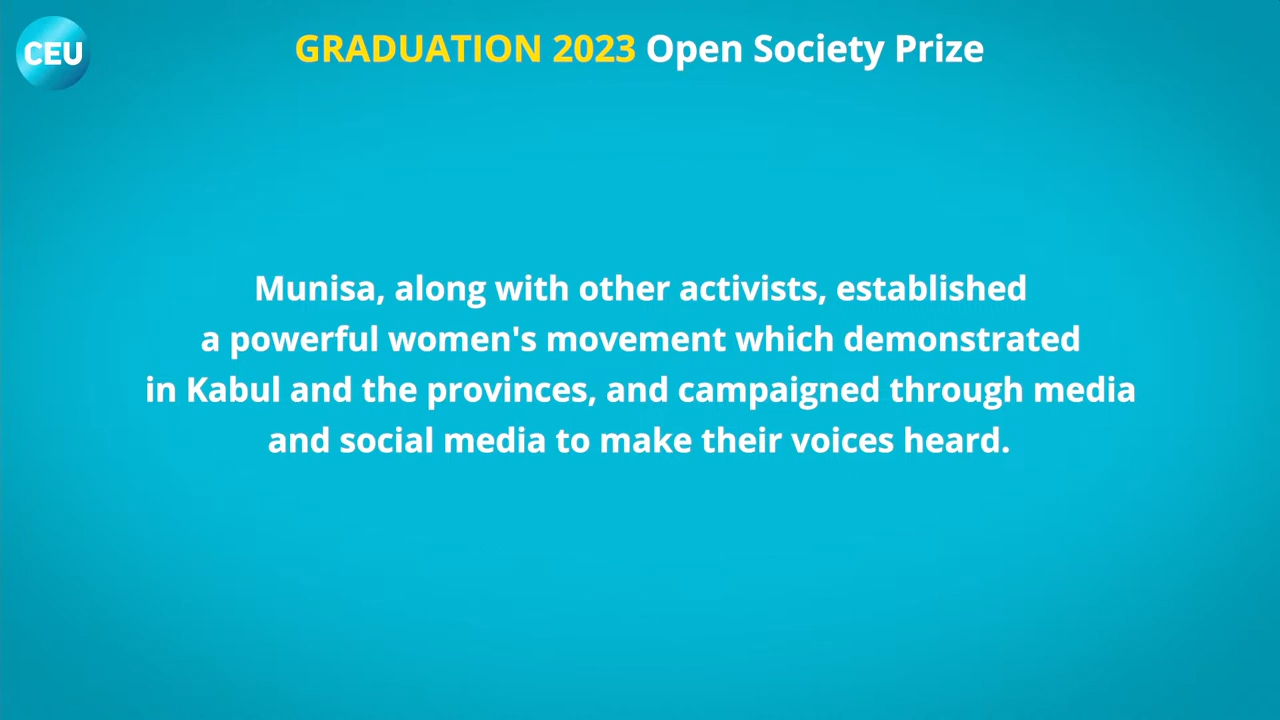 CEU
GRADUATION 2023 Open Society Prize
Munisa, along with other activists, established
a powerful women's movement which demonstrated
in Kabul and the provinces, and campaigned through media
and social media to make their voices heard.